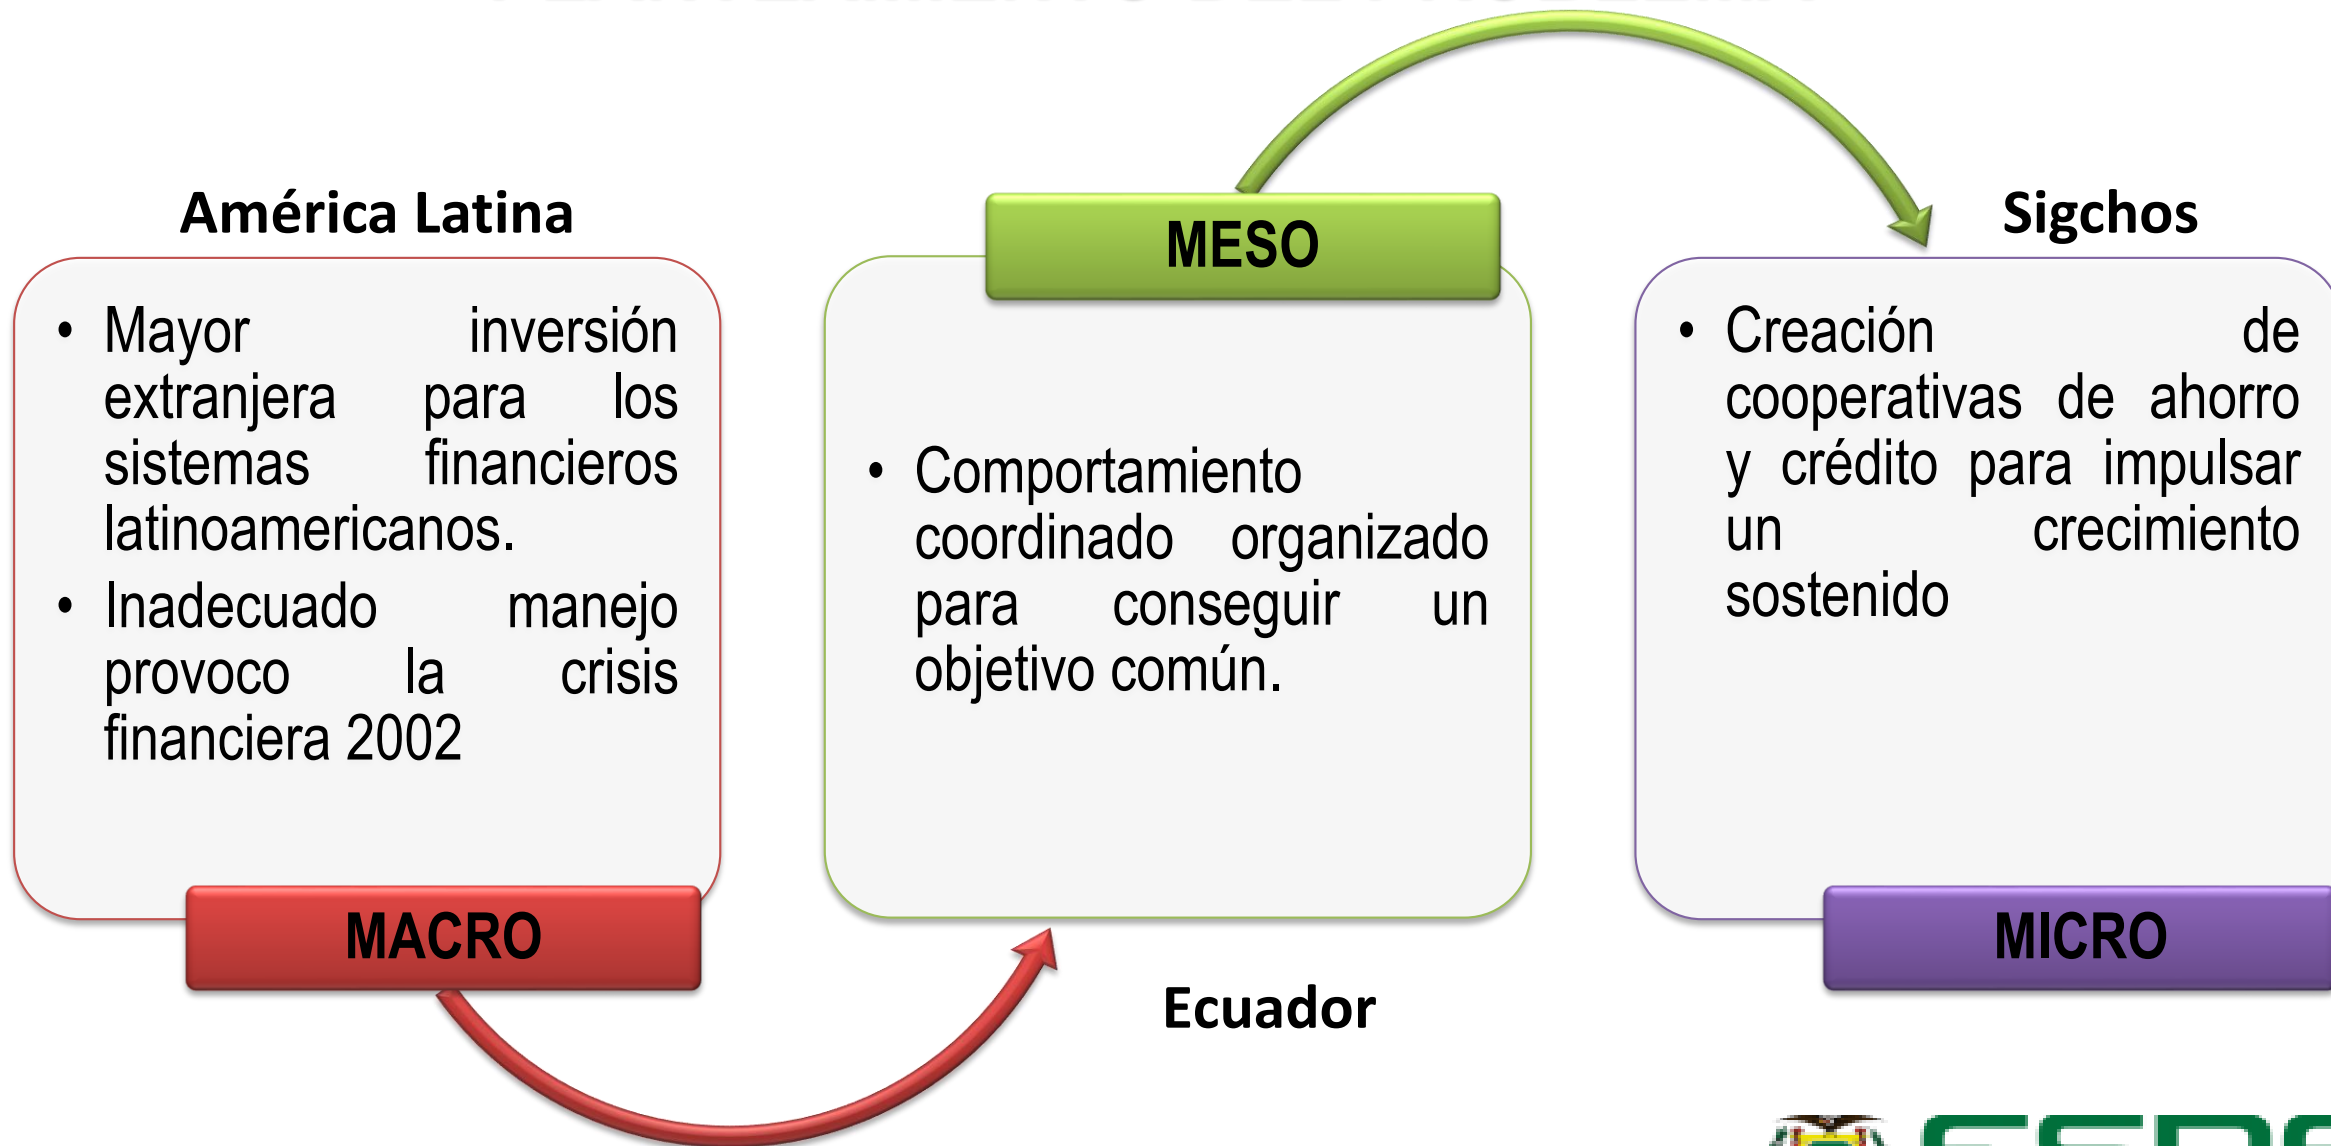 América Latina
• Mayor inversión
extranjera para los
sistemas financieros
latinoamericanos.
• Inadecuado manejo
provoco la crisis
financiera 2002
MACRO
MESO
• Comportamiento
coordinado organizado
para conseguir un
objetivo común.
Ecuador
Sigchos
• Creación de
cooperativas de ahorro
y crédito para impulsar
un crecimiento
sostenido
MICRO